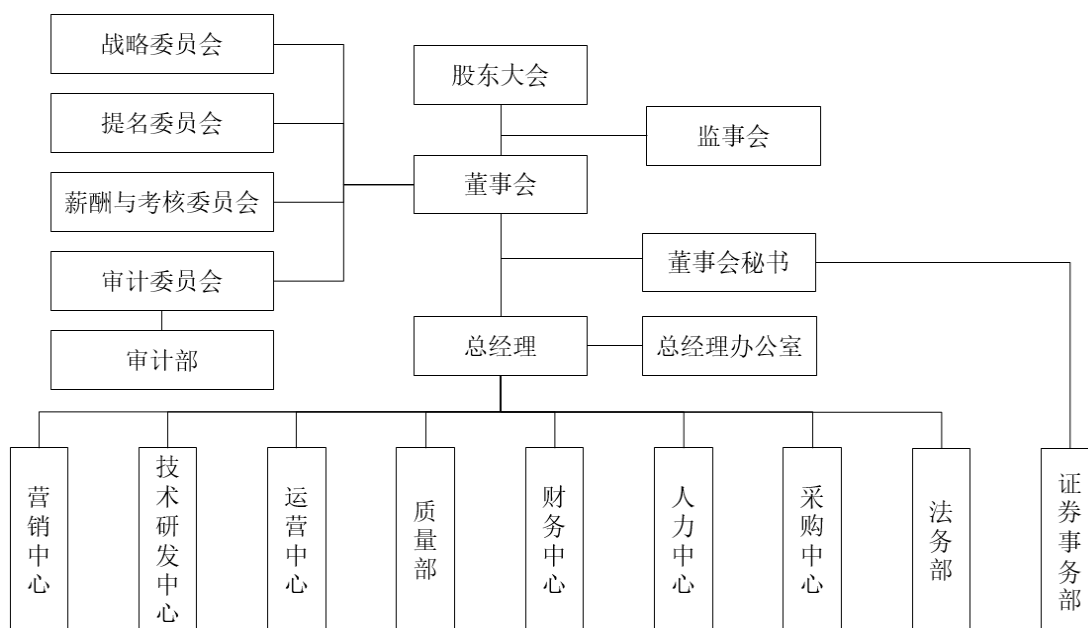 战略委员会
股东大会
提名委员会
监事会
董事会
薪酬与考核委员会
董事会秘书
审计委员会
总经理
总经理办公室
审计部
营销中心
技术研发中心
运营中心
质量部
财务中心
人力中心
采购中心
法务部
证券事务部